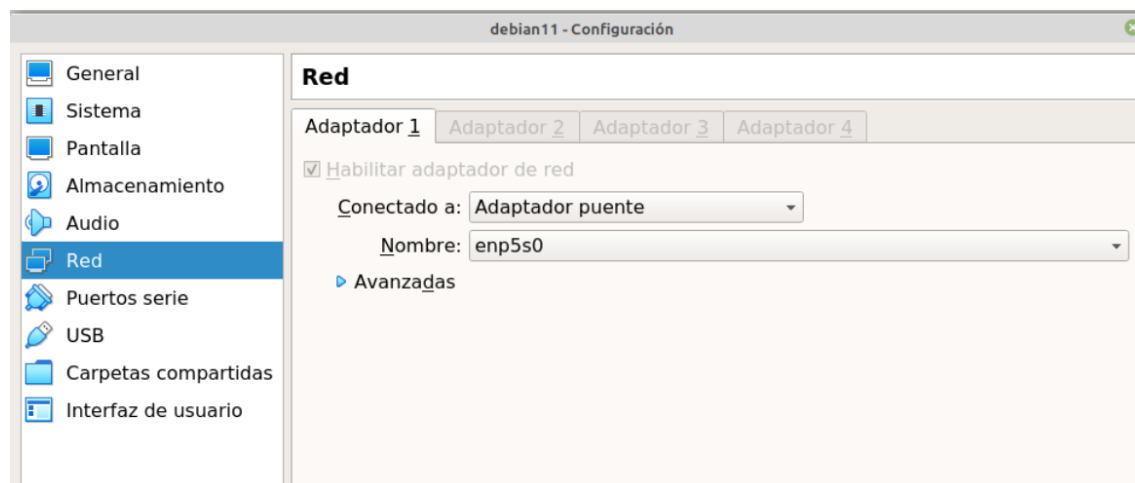 debian11 - Configuración
General
Sistema
Pantalla
Almacenamiento
Audio
Red
Puertos serie
USB
Carpetas compartidas
Interfaz de usuario
Red
Adaptador 1 Adaptador 2 Adaptador 3 Adaptador 4
Habilitar adaptador de red
Conectado a: Adaptador puente
Nombre: enp5s0
Avanzadas